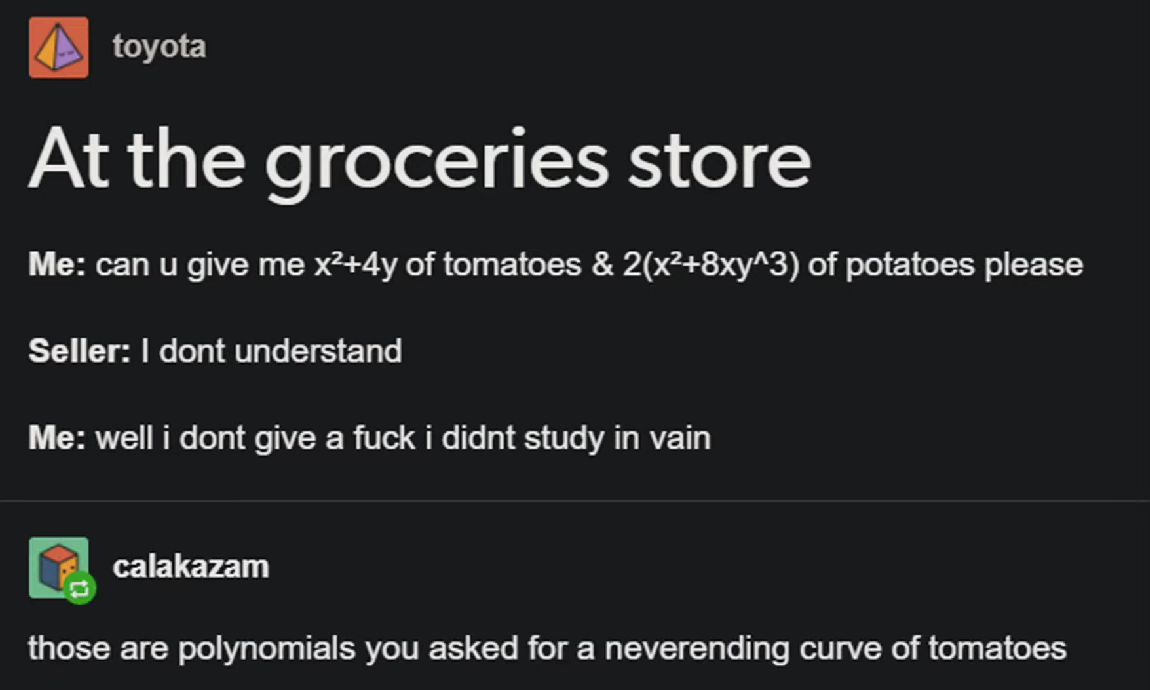 toyota
At the groceries store
Me: can u give me x²+4y of tomatoes & 2(x²+8xy^3) of potatoes please
Seller: I dont understand
Me: well i dont give a fuck i didnt study in vain
calakazam
those are polynomials you asked for a neverending curve of tomatoes